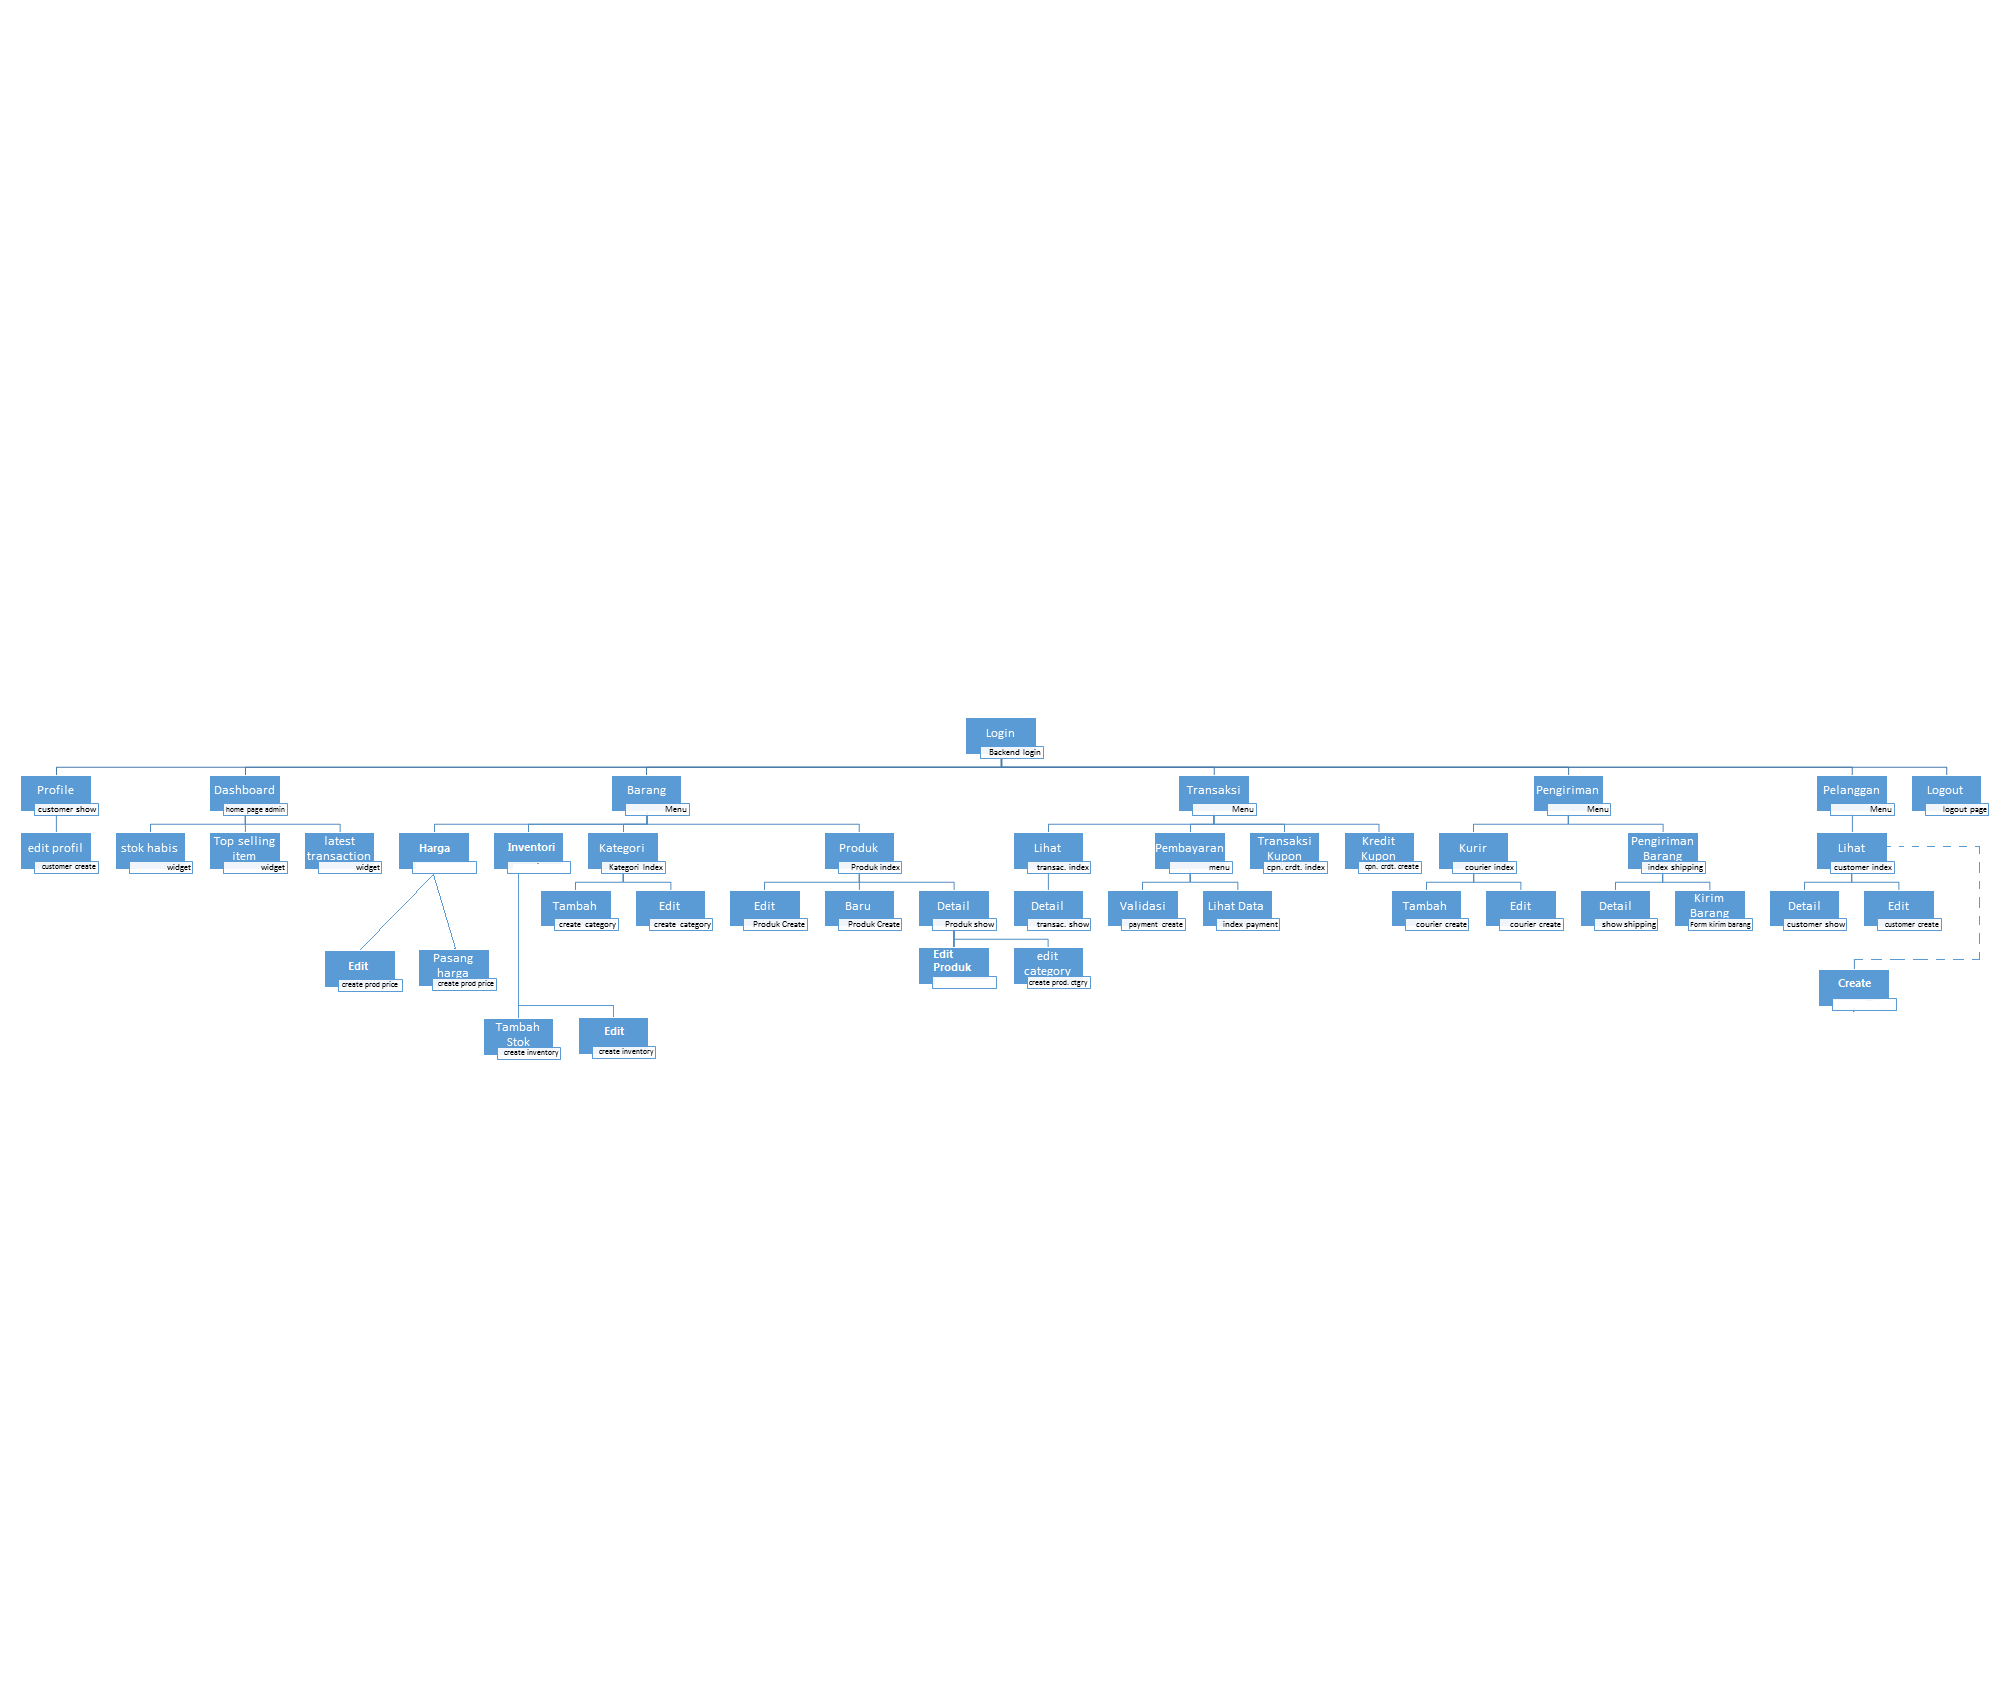 Login
Backend login
Profile
customer show
Dashboard
home page admin
Barang
Menu
Transaksi
Menu
Pengiriman
Menu
Pelanggan
Menu
Logout
logout page
edit profil
customer create
stok habis
widget
Top selling
item
widget
latest
transaction
widget
Harga
Inventori
Kategori
Kategori Index
Produk
Produk index
Lihat
transac. index
Pembayaran
menu
Transaksi
Kupon
cpn. crdt. index
Kredit
Kupon
cpn. crdt. create
Kurir
courier index
Pengiriman
Barang
index shipping
Lihat
customer index
Tambah
create category
Edit
create category
Edit
Produk Create
Baru
Produk Create
Detail
Produk show
Detail
transac. show
Validasi
payment create
Lihat Data
index payment
Tambah
courier create
Edit
courier create
Detail
show shipping
Kirim
Barang
Form kirim barang
Detail
customer show
Edit
customer create
Edit
create prod price
Pasang
harga
create prod price
Edit
Produk
edit
category
create prod. ctgry
Create
Tambah
Stok
create inventory
Edit
create inventory